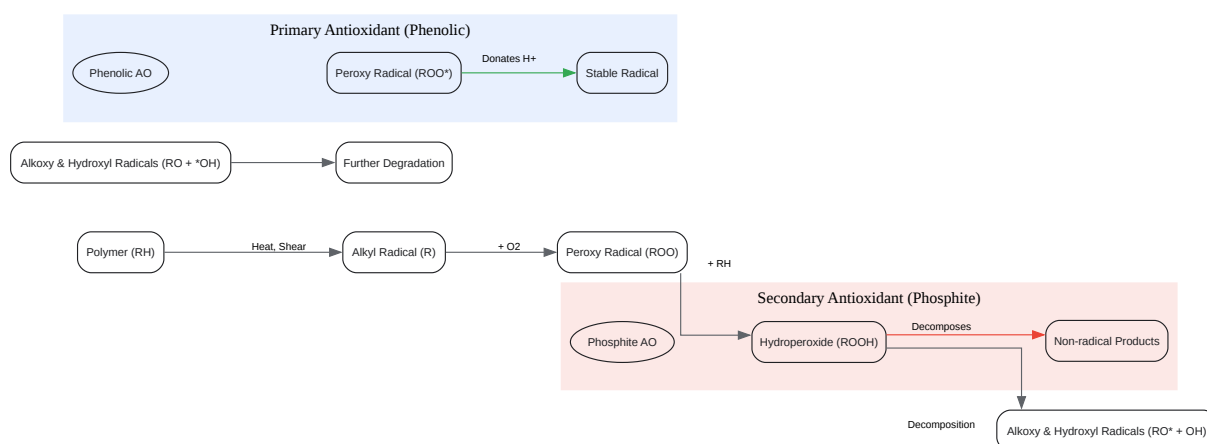 Primary Antioxidant (Phenolic)
Phenolic AO
Peroxy Radical (ROO*)
Donates H+
Stable Radical
Alkoxy & Hydroxyl Radicals (RO + *OH)
Further Degradation
Polymer (RH)
Heat, Shear
Alkyl Radical (R)
+ O2
Peroxy Radical (ROO)
+ RH
Secondary Antioxidant (Phosphite)
Phosphite AO
Hydroperoxide (ROOH)
Decomposes
Non-radical Products
Decomposition
Alkoxy & Hydroxyl Radicals (RO* + OH)